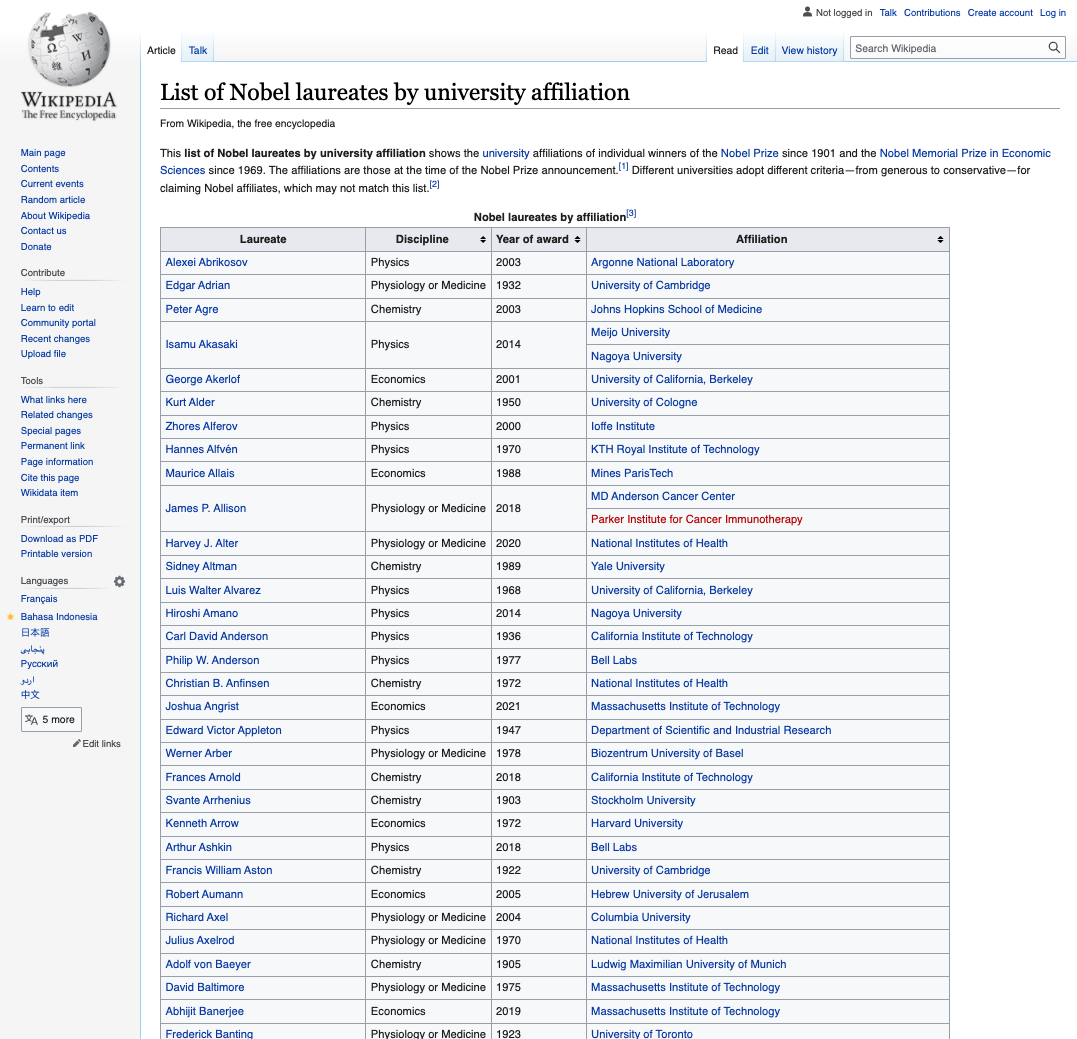 Not logged in Talk Contributions Create account Log in
Article Talk Read Edit View history Search Wikipedia
WIKIPEDIA
The Free Encyclopedia
Main page
Contents
Current events
Random article
About Wikipedia
Contact us
Donate
Contribute
Help
Learn to edit
Community portal
Recent changes
Upload file
Tools
What links here
Related changes
Special pages
Permanent link
Page information
Cite this page
Wikidata item
Print/export
Download as PDF
Printable version
Languages
Français
Bahasa Indonesia
日本語
پنجابی
Русский
اردو
中文
5 more
Edit links
List of Nobel laureates by university affiliation
From Wikipedia, the free encyclopedia
This list of Nobel laureates by university affiliation shows the university affiliations of individual winners of the Nobel Prize since 1901 and the Nobel Memorial Prize in Economic
Sciences since 1969. The affiliations are those at the time of the Nobel Prize announcement.[1] Different universities adopt different criteria—from generous to conservative—for
claiming Nobel affiliates, which may not match this list.[2]
Nobel laureates by affiliation[3]
Laureate Discipline Year of award Affiliation
Alexei Abrikosov Physics 2003 Argonne National Laboratory
Edgar Adrian Physiology or Medicine 1932 University of Cambridge
Peter Agre Chemistry 2003 Johns Hopkins School of Medicine
Isamu Akasaki Physics 2014 Meijo University
Nagoya University
George Akerlof Economics 2001 University of California, Berkeley
Kurt Alder Chemistry 1950 University of Cologne
Zhores Alferov Physics 2000 Ioffe Institute
Hannes Alfvén Physics 1970 KTH Royal Institute of Technology
Maurice Allais Economics 1988 Mines ParisTech
James P. Allison Physiology or Medicine 2018 MD Anderson Cancer Center
Parker Institute for Cancer Immunotherapy
Harvey J. Alter Physiology or Medicine 2020 National Institutes of Health
Sidney Altman Chemistry 1989 Yale University
Luis Walter Alvarez Physics 1968 University of California, Berkeley
Hiroshi Amano Physics 2014 Nagoya University
Carl David Anderson Physics 1936 California Institute of Technology
Philip W. Anderson Physics 1977 Bell Labs
Christian B. Anfinsen Chemistry 1972 National Institutes of Health
Joshua Angrist Economics 2021 Massachusetts Institute of Technology
Edward Victor Appleton Physics 1947 Department of Scientific and Industrial Research
Werner Arber Physiology or Medicine 1978 Biozentrum University of Basel
Frances Arnold Chemistry 2018 California Institute of Technology
Svante Arrhenius Chemistry 1903 Stockholm University
Kenneth Arrow Economics 1972 Harvard University
Arthur Ashkin Physics 2018 Bell Labs
Francis William Aston Chemistry 1922 University of Cambridge
Robert Aumann Economics 2005 Hebrew University of Jerusalem
Richard Axel Physiology or Medicine 2004 Columbia University
Julius Axelrod Physiology or Medicine 1970 National Institutes of Health
Adolf von Baeyer Chemistry 1905 Ludwig Maximilian University of Munich
David Baltimore Physiology or Medicine 1975 Massachusetts Institute of Technology
Abhijit Banerjee Economics 2019 Massachusetts Institute of Technology
Frederick Banting Physiology or Medicine 1923 University of Toronto